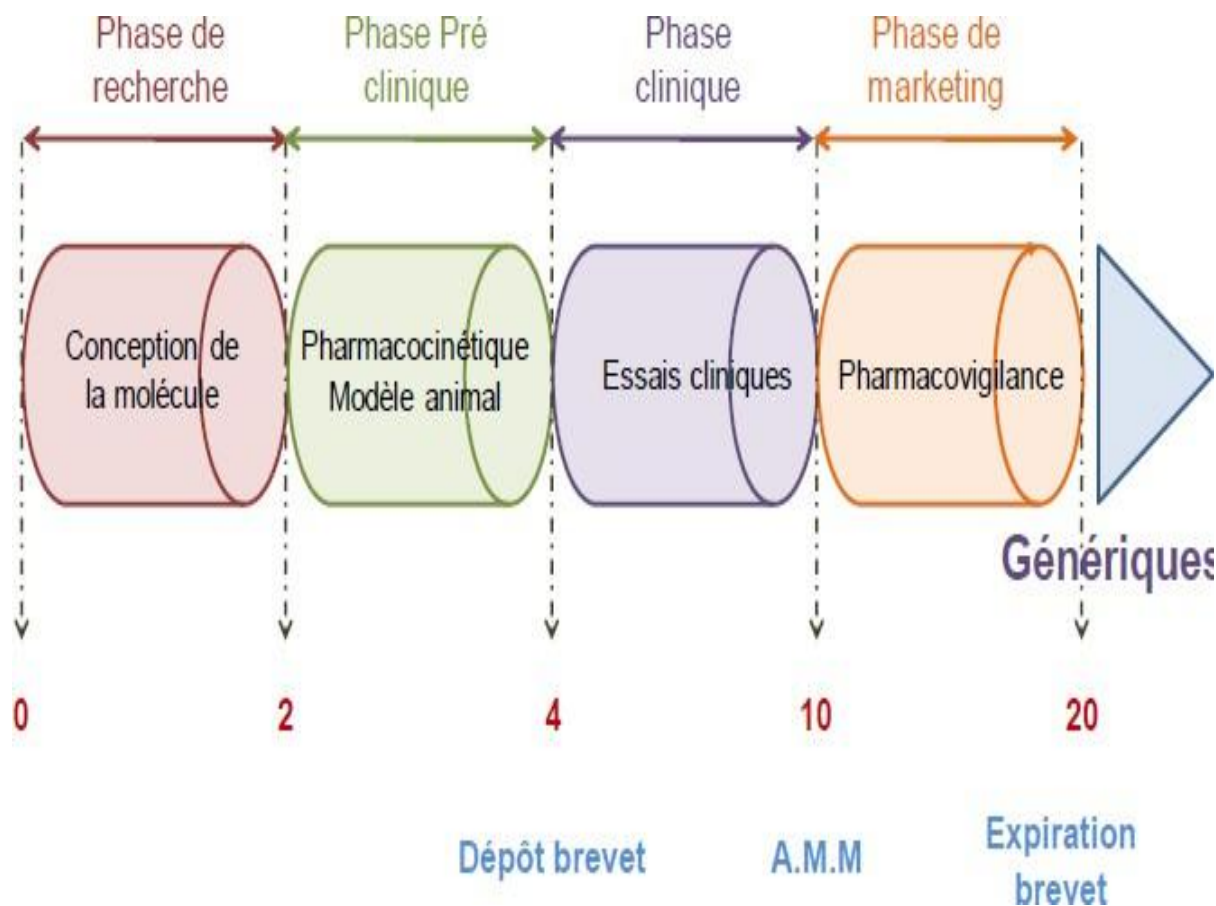 Phase de
recherche
Phase Pré
clinique
Phase
clinique
Phase de
marketing
Conception de
la molécule
Pharmacocinétique
Modèle animal
Essais cliniques
Pharmacovigilance
Génériques
0
2
4
10
20
Dépôt brevet
A.M.M
Expiration
brevet